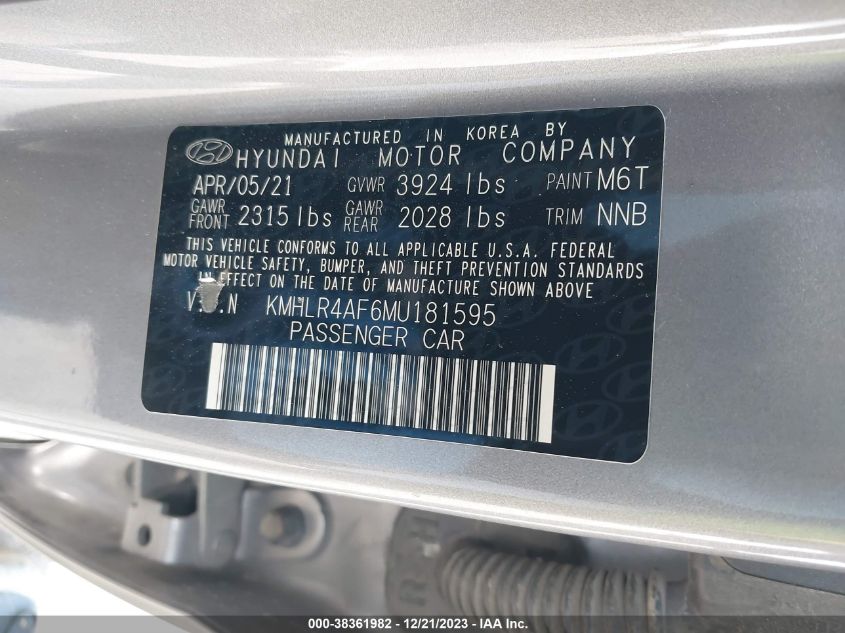 MANUFACTURED IN KOREA BY
HYUNDAI MOTOR COMPANY
APR/05/21 GVWR 3924 lbs PAINT M6T
GAWR FRONT 2315 lbs GAWR REAR 2028 lbs TRIM NNB
THIS VEHICLE CONFORMS TO ALL APPLICABLE U.S.A. FEDERAL
MOTOR VEHICLE SAFETY, BUMPER, AND THEFT PREVENTION STANDARDS
IN EFFECT ON THE DATE OF MANUFACTURE SHOWN ABOVE
V.I.N KMHLR4AF6MU181595
PASSENGER CAR
000-38361982 - 12/21/2023 - IAA Inc.